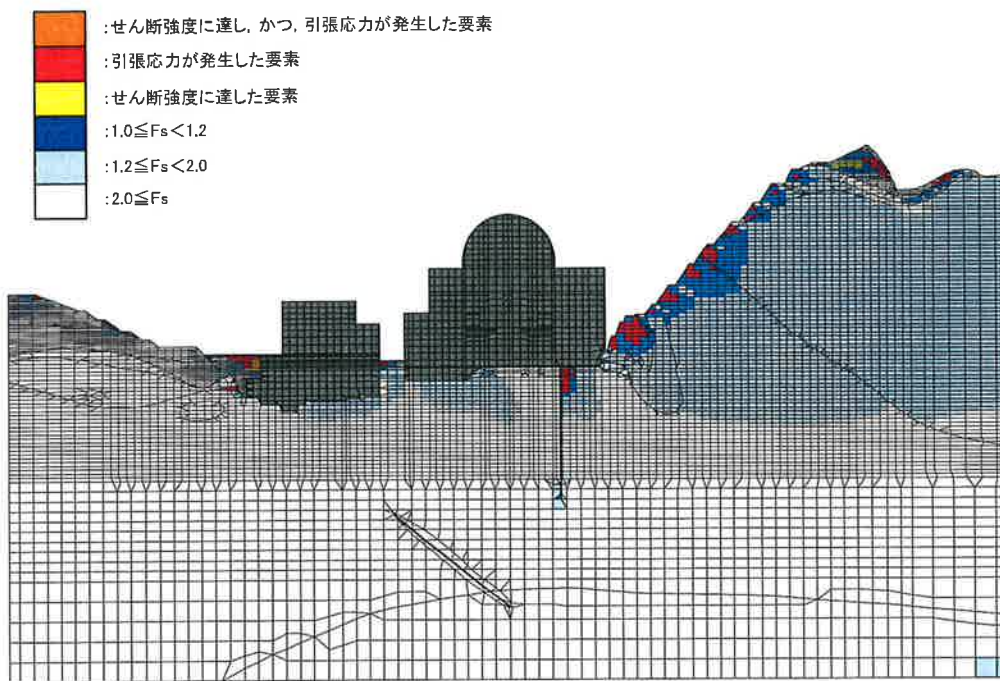 :せん断強度に達し, かつ, 引張応力が発生した要素
:引張応力が発生した要素
:せん断強度に達した要素
:1.0≦Fs<1.2
:1.2≦Fs<2.0
:2.0≦Fs